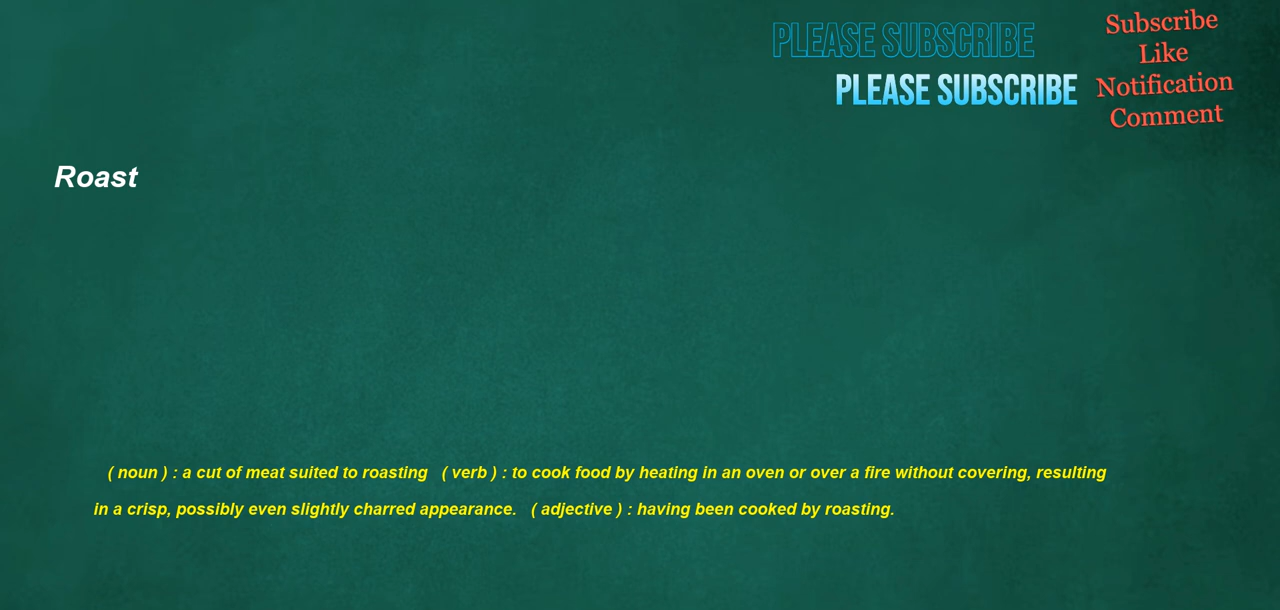 PLEASE SUBSCRIBE
PLEASE SUBSCRIBE
Subscribe
Like
Notification
Comment
Roast
( noun ) : a cut of meat suited to roasting ( verb ) : to cook food by heating in an oven or over a fire without covering, resulting
in a crisp, possibly even slightly charred appearance. ( adjective ) : having been cooked by roasting.